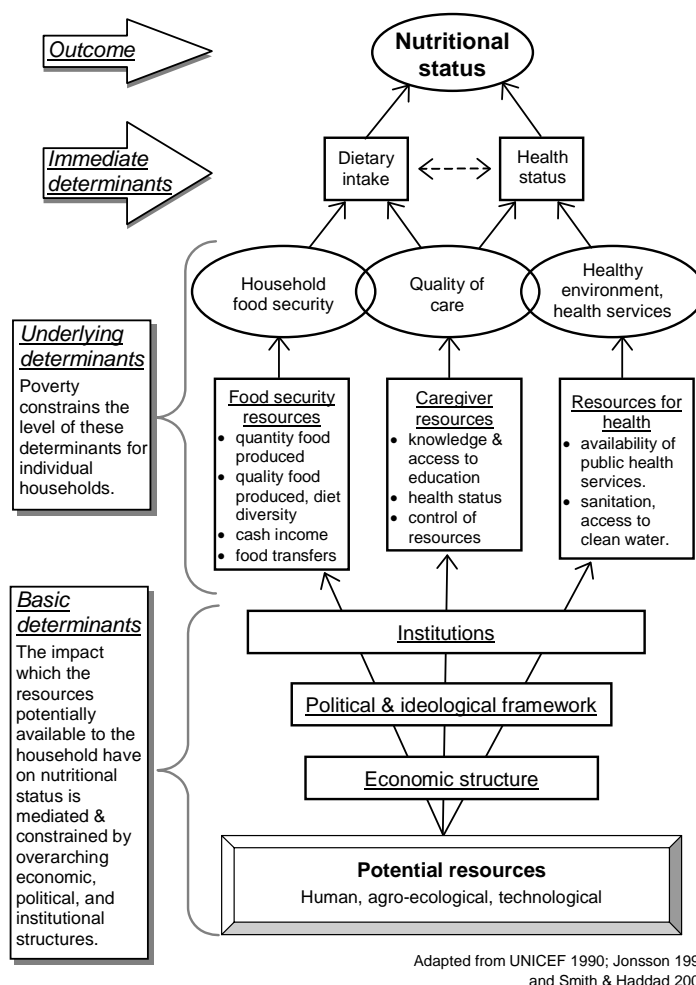 Outcome
Nutritional
status
Immediate
determinants
Dietary
intake
Health
status
Household
food security
Quality of
care
Healthy
environment,
health services
Underlying
determinants
Poverty
constrains the
level of these
determinants for
individual
households.
Food security
resources
• quantity food
produced
• quality food
produced, diet
diversity
• cash income
• food transfers
Caregiver
resources
• knowledge &
access to
education
• health status
• control of
resources
Resources for
health
• availability of
public health
services.
• sanitation,
access to
clean water.
Basic
determinants
The impact
which the
resources
potentially
available to the
household have
on nutritional
status is
mediated &
constrained by
overarching
economic,
political, and
institutional
structures.
Institutions
Political & ideological framework
Economic structure
Potential resources
Human, agro-ecological, technological
Adapted from UNICEF 1990; Jonsson 199
and Smith & Haddad 200